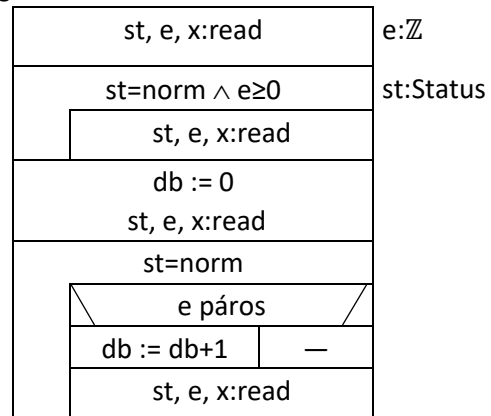 st, e, x:read e:ℤ
st=norm ∧ e≥0 st:Status
st, e, x:read
db := 0
st, e, x:read
st=norm
e páros
db := db+1 —
st, e, x:read